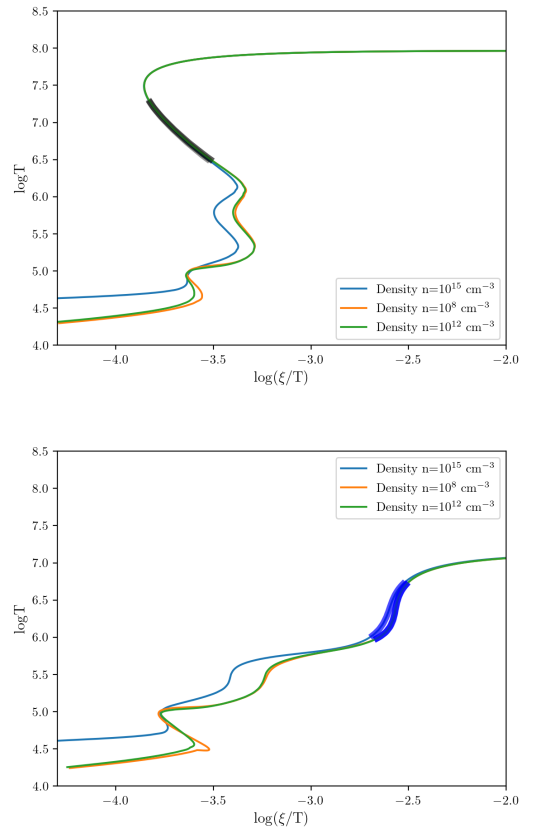 8.5
8.0
7.5
7.0
6.5
6.0
5.5
5.0
4.5
4.0
logT
Density n=10¹⁵ cm⁻³
Density n=10⁸ cm⁻³
Density n=10¹² cm⁻³
−4.0 −3.5 −3.0 −2.5 −2.0
log(ξ/T)
8.5
8.0
7.5
7.0
6.5
6.0
5.5
5.0
4.5
4.0
logT
Density n=10¹⁵ cm⁻³
Density n=10⁸ cm⁻³
Density n=10¹² cm⁻³
−4.0 −3.5 −3.0 −2.5 −2.0
log(ξ/T)